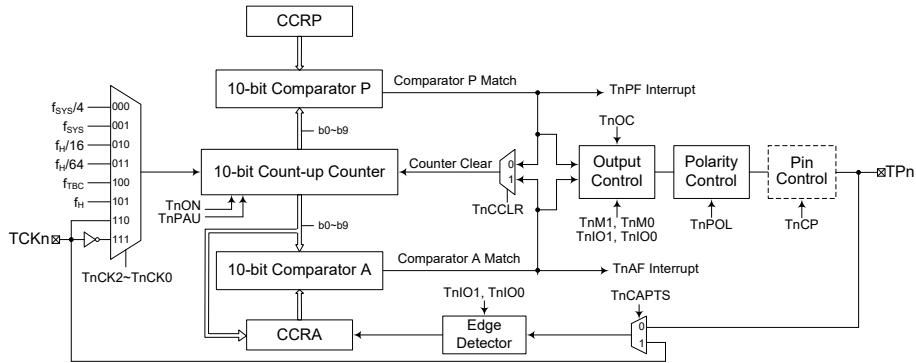 CCRP
10-bit Comparator P
Comparator P Match
TnPF Interrupt
b0~b9
TnOC
fSYS/4
000
fSYS
001
fH/16
010
fH/64
011
fTBC
100
fH
101
110
111
TCKn
TnCK2~TnCK0
10-bit Count-up Counter
TnON
TnPAU
Counter Clear
0
1
TnCCLR
Output
Control
TnM1, TnM0
TnIO1, TnIO0
Polarity
Control
TnPOL
Pin
Control
TnCP
TPn
b0~b9
10-bit Comparator A
Comparator A Match
TnAF Interrupt
TnIO1, TnIO0
TnCAPTS
CCRA
Edge
Detector
0
1